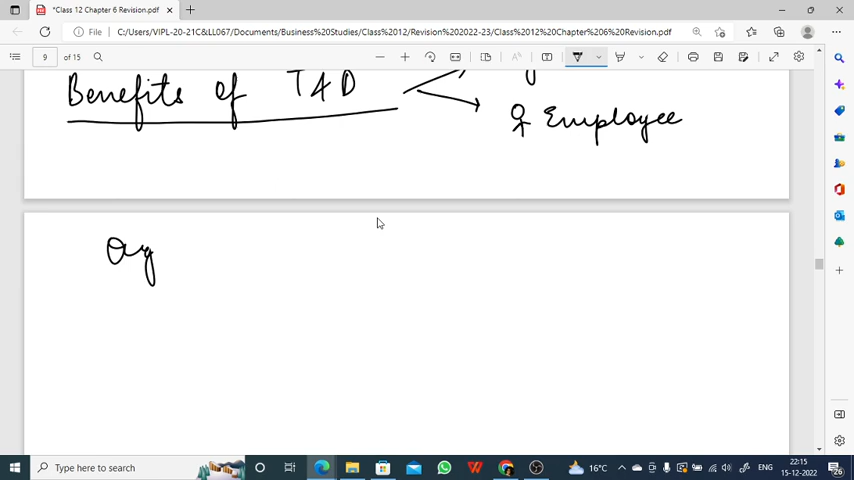 *Class 12 Chapter 6 Revision.pdf
File
C:/Users/VIPL-20-21C&LL067/Documents/Business%20Studies/Class%2012/Revision%202022-23/Class%2012%20Chapter%206%20Revision.pdf
9 of 15
Benefits of T&D
Employee
Org
Type here to search
16°C
ENG
22:15
15-12-2022
26